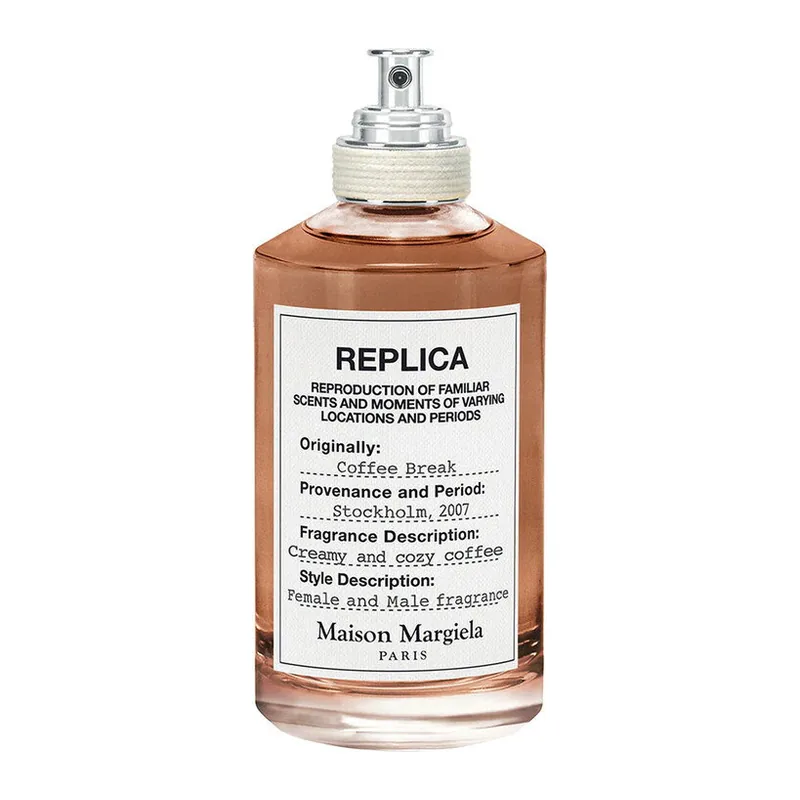 REPLICA
REPRODUCTION OF FAMILIAR
SCENTS AND MOMENTS OF VARYING
LOCATIONS AND PERIODS
Originally:
Coffee Break
Provenance and Period:
Stockholm, 2007
Fragrance Description:
Creamy and cozy coffee
Style Description:
Female and Male fragrance
Maison Margiela
PARIS